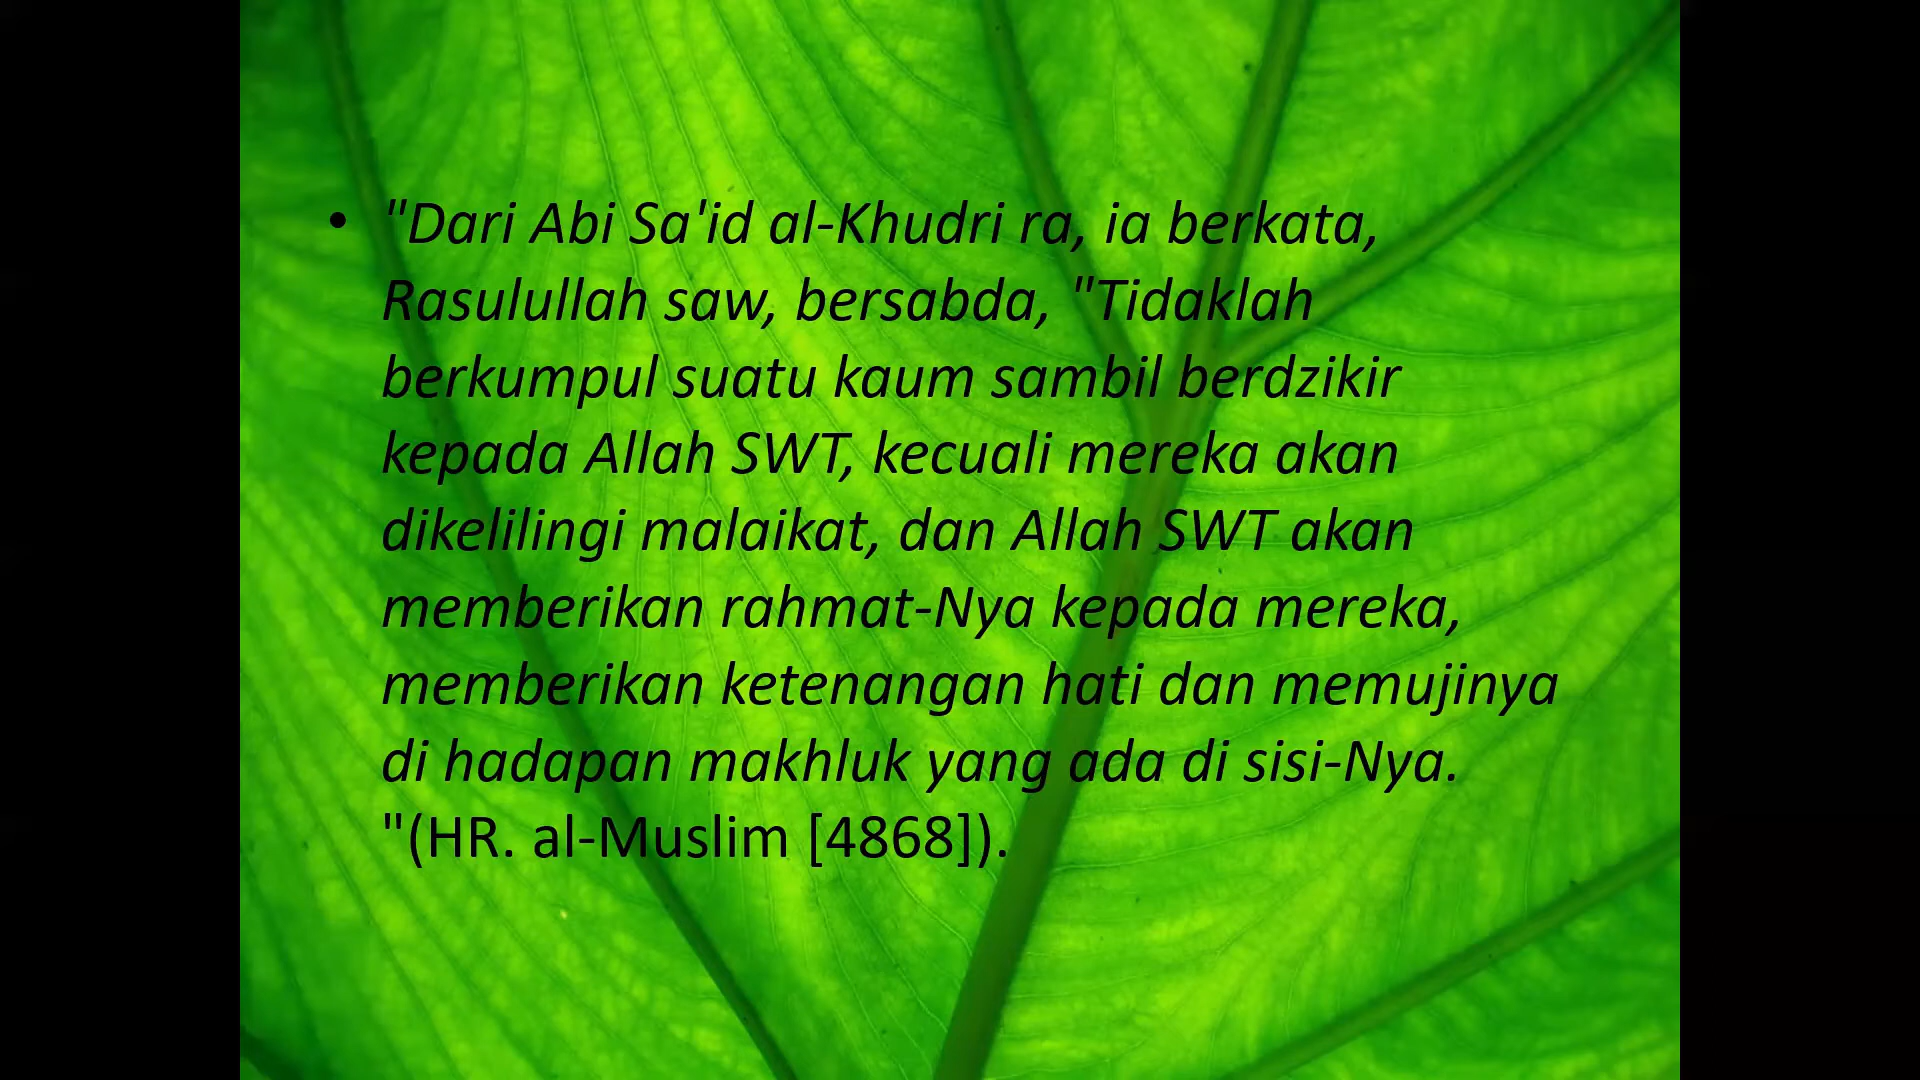 • "Dari Abi Sa'id al-Khudri ra, ia berkata,
Rasulullah saw, bersabda, "Tidaklah
berkumpul suatu kaum sambil berdzikir
kepada Allah SWT, kecuali mereka akan
dikelilingi malaikat, dan Allah SWT akan
memberikan rahmat-Nya kepada mereka,
memberikan ketenangan hati dan memujinya
di hadapan makhluk yang ada di sisi-Nya.
"(HR. al-Muslim [4868]).